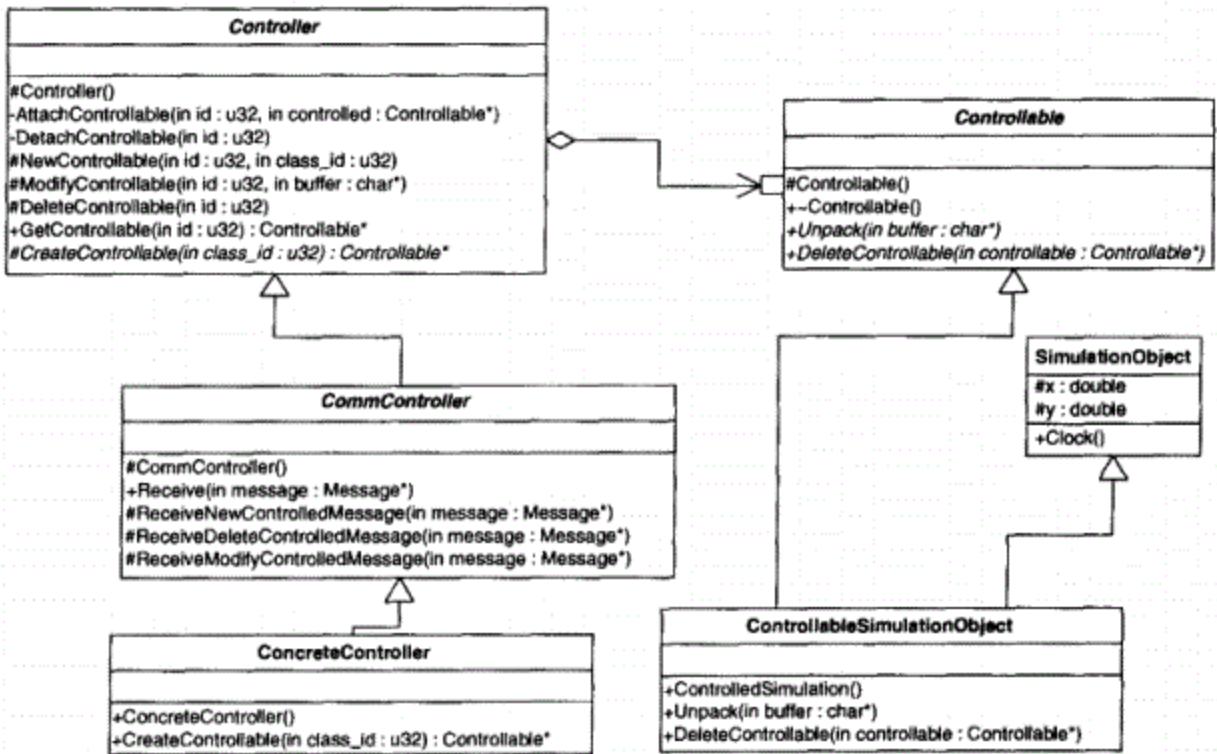 Controller
#Controller()
-AttachControllable(in id : u32, in controlled : Controllable*)
-DetachControllable(in id : u32)
#NewControllable(in id : u32, in class_id : u32)
#ModifyControllable(in id : u32, in buffer : char*)
#DeleteControllable(in id : u32)
+GetControllable(in id : u32) : Controllable*
#CreateControllable(in class_id : u32) : Controllable*
Controllable
#Controllable()
+~Controllable()
+Unpack(in buffer : char*)
+DeleteControllable(in controllable : Controllable*)
SimulationObject
#x : double
#y : double
+Clock()
CommController
#CommController()
+Receive(in message : Message*)
#ReceiveNewControlledMessage(in message : Message*)
#ReceiveDeleteControlledMessage(in message : Message*)
#ReceiveModifyControlledMessage(in message : Message*)
ConcreteController
+ConcreteController()
+CreateControllable(in class_id : u32) : Controllable*
ControllableSimulationObject
+ControlledSimulation()
+Unpack(in buffer : char*)
+DeleteControllable(in controllable : Controllable*)